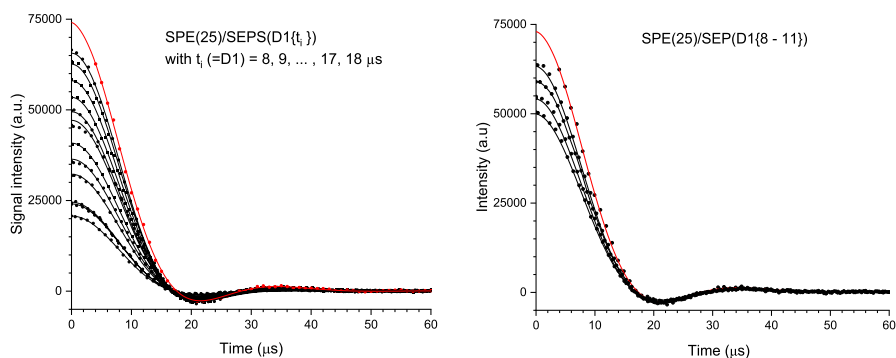 SPE(25)/SEPS(D1{tᵢ })
with tᵢ (=D1) = 8, 9, ... , 17, 18 μs
Signal intensity (a.u.)
75000
50000
25000
0
0 10 20 30 40 50 60
Time (μs)
SPE(25)/SEP(D1{8 - 11})
Intensity (a.u)
75000
50000
25000
0
0 10 20 30 40 50 60
Time (μs)